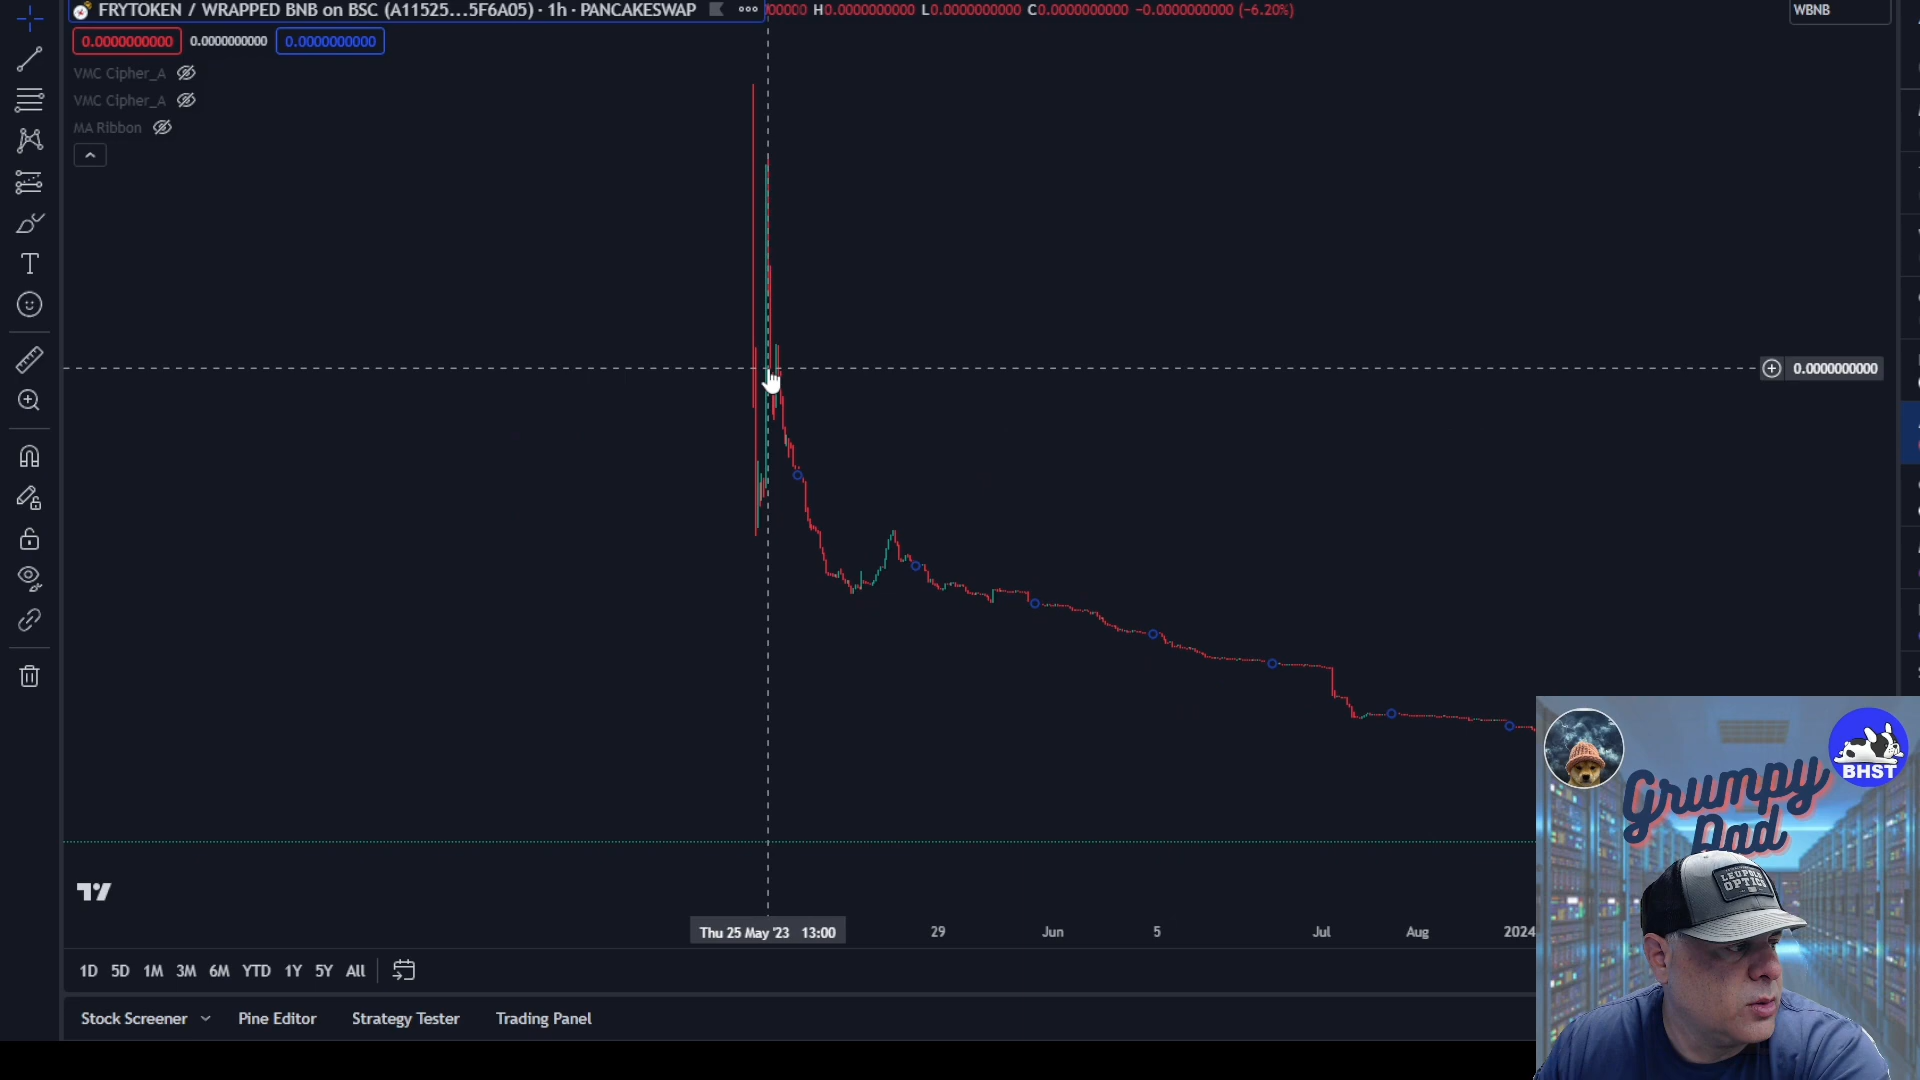 FRYTOKEN / WRAPPED BNB on BSC (A11525...5F6A05) · 1h · PANCAKESWAP
00000 H0.0000000000 L0.0000000000 C0.0000000000 −0.0000000000 (−6.20%)
WBNB
0.0000000000 0.0000000000 0.0000000000
VMC Cipher_A
VMC Cipher_A
MA Ribbon
0.0000000000
Thu 25 May '23 13:00
29 Jun 5 Jul Aug 2024
1D 5D 1M 3M 6M YTD 1Y 5Y All
Stock Screener Pine Editor Strategy Tester Trading Panel
BHST
Grumpy
Dad
LEUPOLD
OPTICS